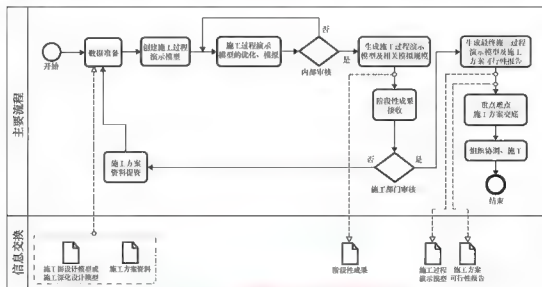 主要流程
开始
数据准备
创建施工过程
演示模型
施工过程演示
模型的优化、模拟
否
内部审核
是
生成施工过程演示
模型及相关模拟视频
生成最终施工过程
演示模型及施工
方案可行性报告
阶段性成果
接收
重点难点
施工方案交底
施工方案
资料提资
否
是
施工部门审核
组织协调、施工
结束
信息交换
施工图设计模型或
施工深化设计模型
施工方案资料
阶段性成果
施工过程
演示模型
施工方案
可行性报告